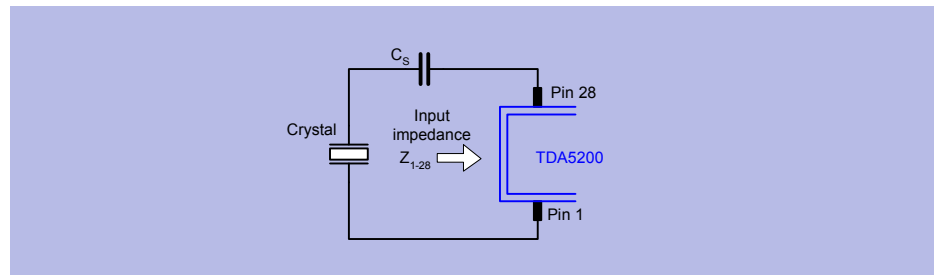 C_S
Pin 28
Input
impedance
Crystal
Z_1-28
TDA5200
Pin 1